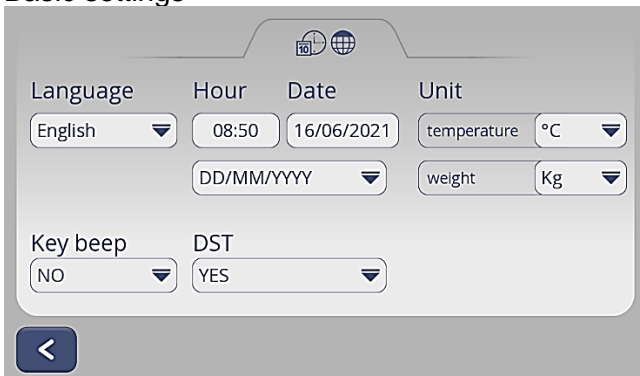 Basic settings
10
Language Hour Date Unit
English 08:50 16/06/2021 temperature °C
DD/MM/YYYY weight Kg
Key beep DST
NO YES